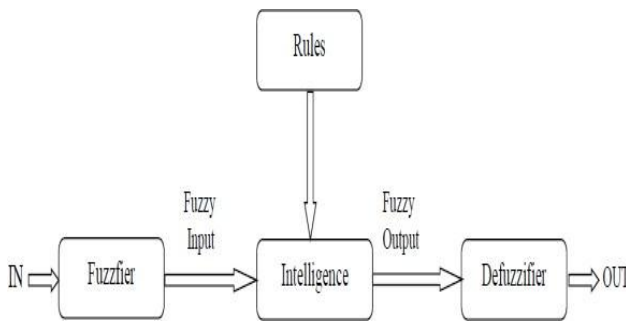 Rules
Fuzzy
Input
Fuzzy
Output
IN
Fuzzfier
Intelligence
Defuzzifier
OUT